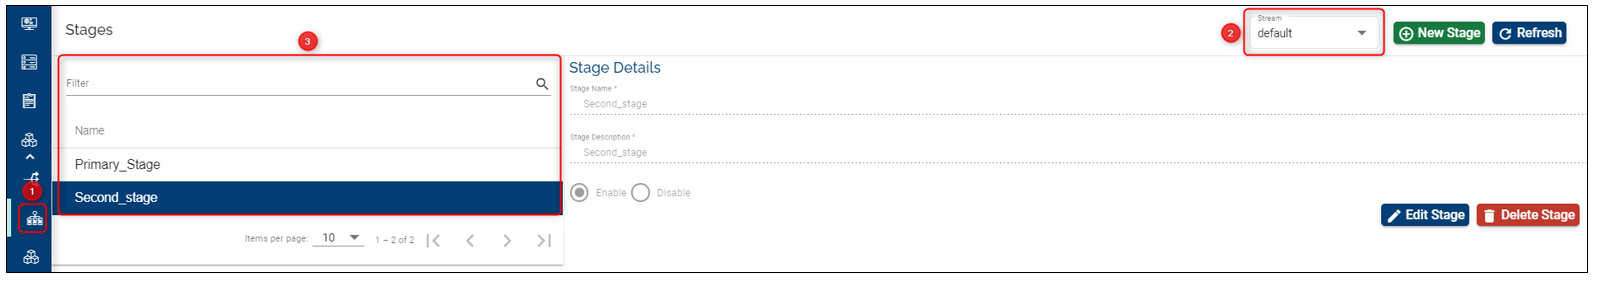 Stages
3
2
Stream
default
New Stage
Refresh
Filter
Name
Primary_Stage
Second_stage
Items per page: 10 1 – 2 of 2
Stage Details
Stage Name *
Second_stage
Stage Description *
Second_stage
Enable Disable
Edit Stage Delete Stage
1